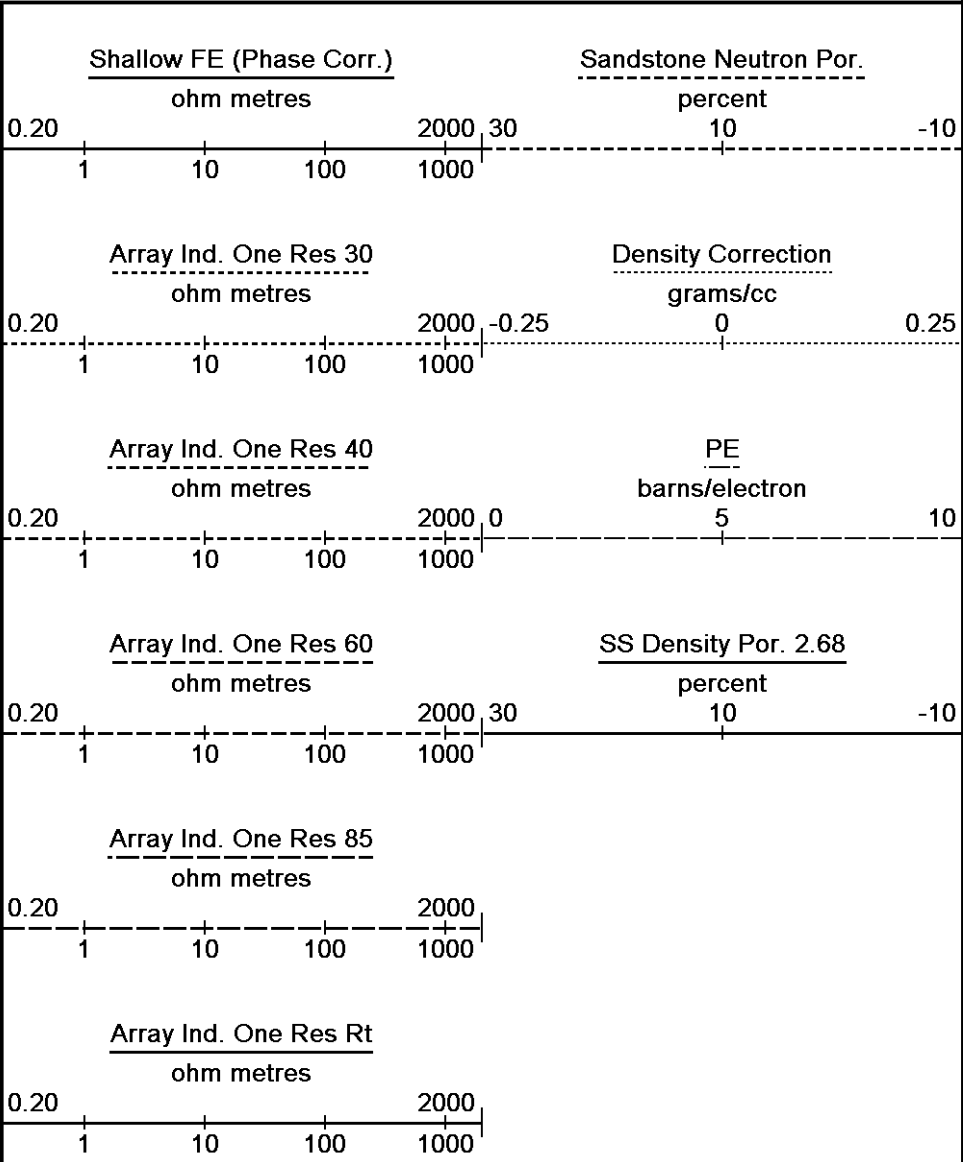 Shallow FE (Phase Corr.)
ohm metres
0.20 2000
1 10 100 1000
Sandstone Neutron Por.
percent
30 10 -10
Array Ind. One Res 30
ohm metres
0.20 2000
1 10 100 1000
Density Correction
grams/cc
-0.25 0 0.25
Array Ind. One Res 40
ohm metres
0.20 2000
1 10 100 1000
PE
barns/electron
0 5 10
Array Ind. One Res 60
ohm metres
0.20 2000
1 10 100 1000
SS Density Por. 2.68
percent
30 10 -10
Array Ind. One Res 85
ohm metres
0.20 2000
1 10 100 1000
Array Ind. One Res Rt
ohm metres
0.20 2000
1 10 100 1000